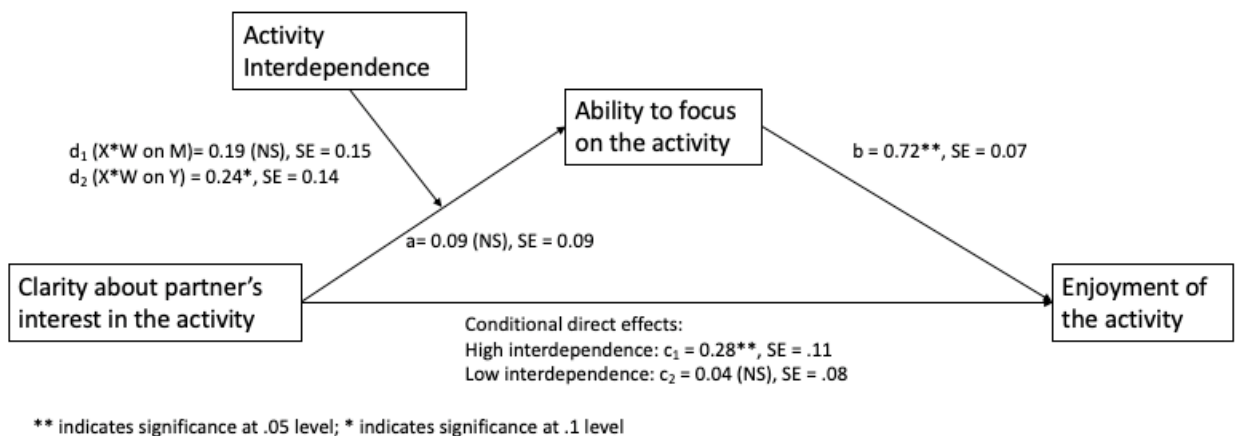 Activity
Interdependence
Ability to focus
on the activity
d₁ (X*W on M)= 0.19 (NS), SE = 0.15
d₂ (X*W on Y) = 0.24*, SE = 0.14
b = 0.72**, SE = 0.07
a= 0.09 (NS), SE = 0.09
Clarity about partner's
interest in the activity
Enjoyment of
the activity
Conditional direct effects:
High interdependence: c₁ = 0.28**, SE = .11
Low interdependence: c₂ = 0.04 (NS), SE = .08
** indicates significance at .05 level; * indicates significance at .1 level